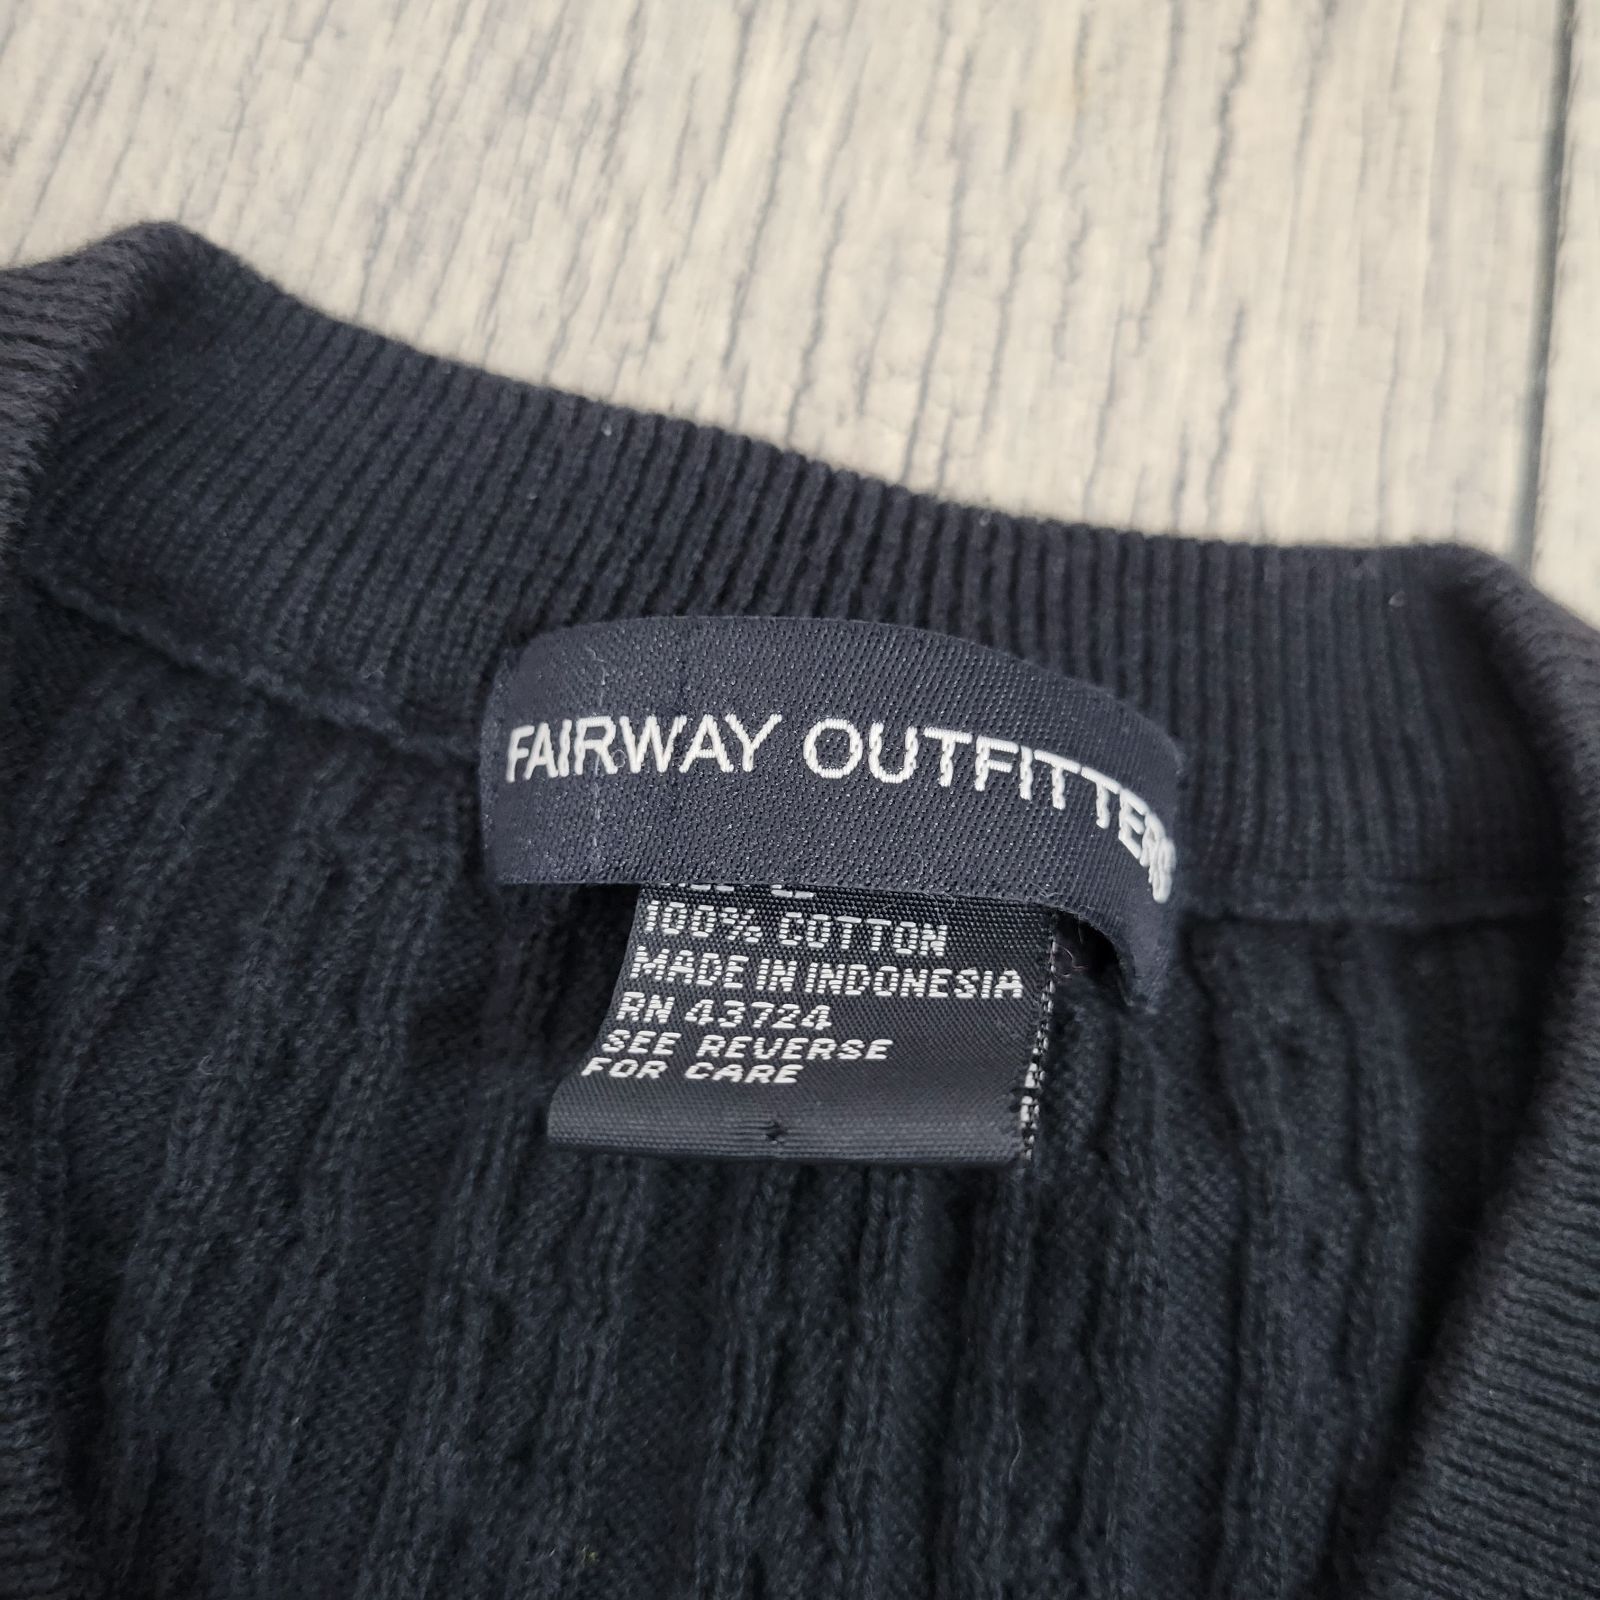 FAIRWAY OUTFITTERS
100% COTTON
MADE IN INDONESIA
RN 43724
SEE REVERSE
FOR CARE